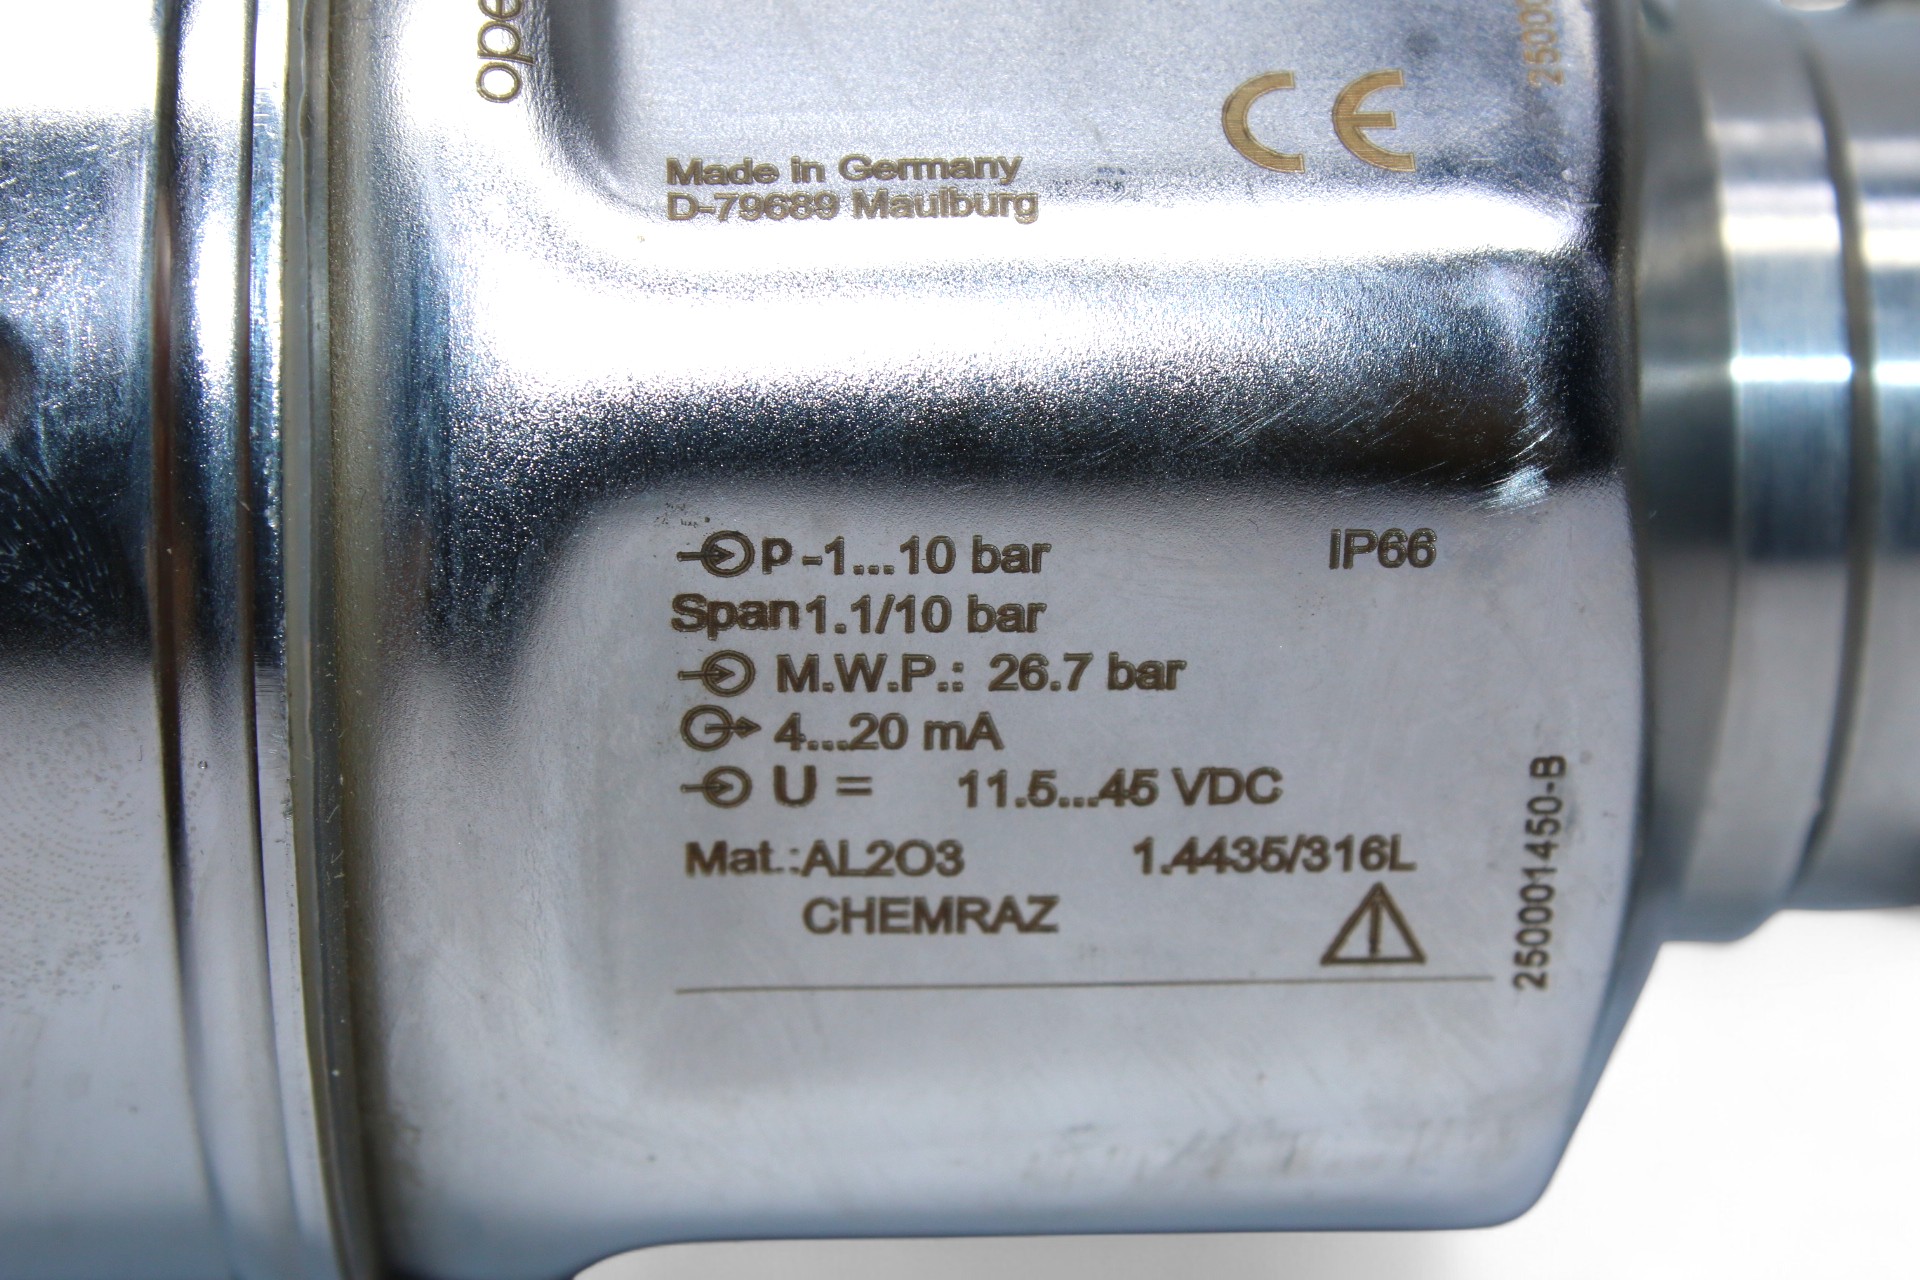 CE
Made in Germany
D-79689 Maulburg
p -1...10 bar IP66
Span 1.1/10 bar
M.W.P.: 26.7 bar
4...20 mA
U = 11.5...45 VDC
Mat.: AL2O3 1.4435/316L
CHEMRAZ
250001450-B